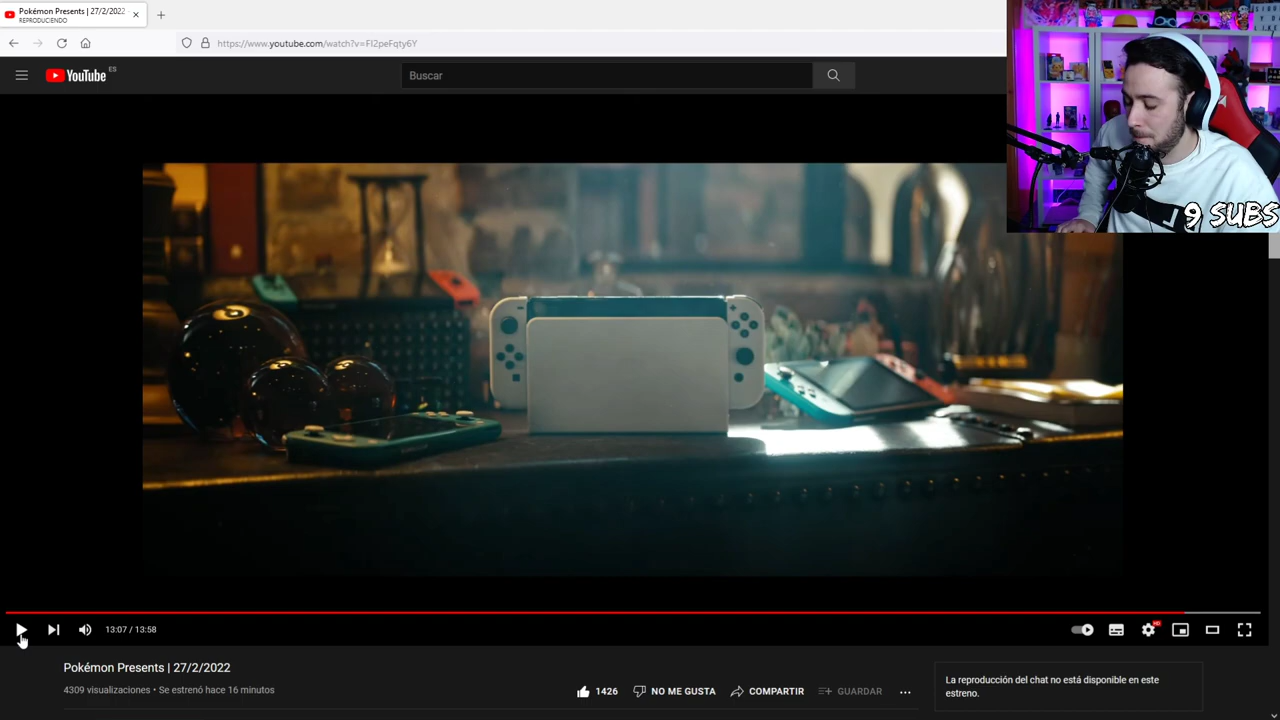 Pokémon Presents | 27/2/2022
REPRODUCIENDO
https://www.youtube.com/watch?v=FI2peFqty6Y
YouTube ES
Buscar
9 SUBS
13:07 / 13:58
HD
Pokémon Presents | 27/2/2022
4309 visualizaciones • Se estrenó hace 16 minutos
1426
NO ME GUSTA
COMPARTIR
GUARDAR
La reproducción del chat no está disponible en este
estreno.